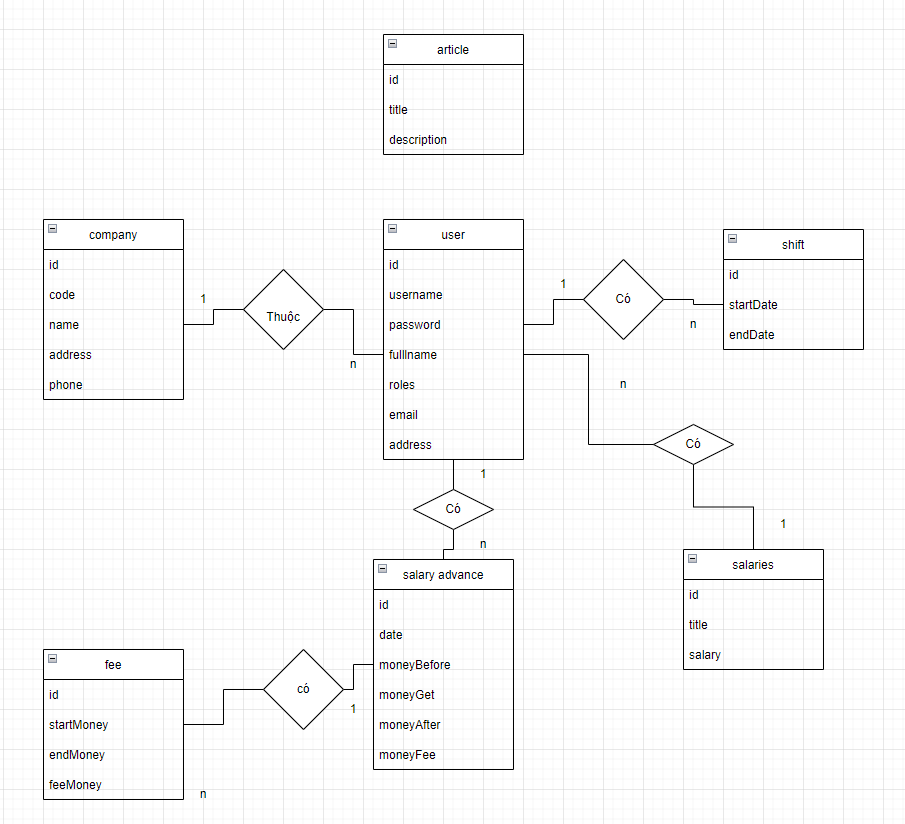 article
id
title
description
company
id
code
name
address
phone
1
Thuộc
n
user
id
username
password
fulllname
roles
email
address
1
Có
n
shift
id
startDate
endDate
n
Có
1
salaries
id
title
salary
1
Có
n
salary advance
id
date
moneyBefore
moneyGet
moneyAfter
moneyFee
1
có
n
fee
id
startMoney
endMoney
feeMoney